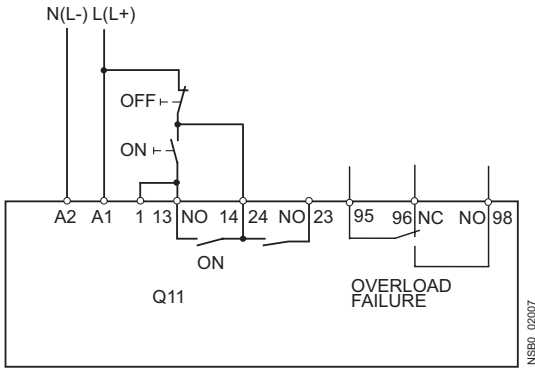 N(L-) L(L+)
OFF
ON
A2 A1 1 13 NO 14 24 NO 23 95 96 NC NO 98
ON
Q11
OVERLOAD
FAILURE
NSB0_02007